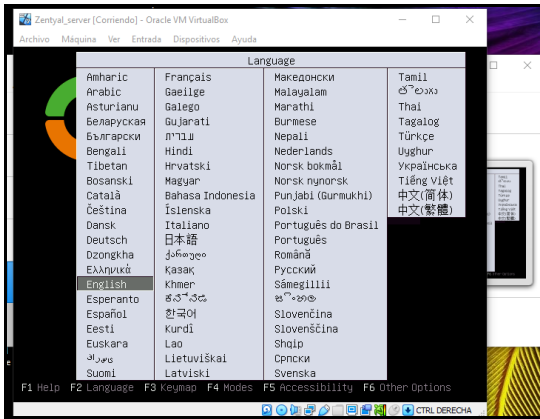 Zentyal_server [Corriendo] - Oracle VM VirtualBox
Archivo Máquina Ver Entrada Dispositivos Ayuda
Language
Amharic Français Македонски Tamil
Arabic Gaeilge Malayalam తెలుగు
Asturianu Galego Marathi Thai
Беларуская Gujarati Burmese Tagalog
Български עברית Nepali Türkçe
Bengali Hindi Nederlands Uyghur
Tibetan Hrvatski Norsk bokmål Українська
Bosanski Magyar Norsk nynorsk Tiếng Việt
Català Bahasa Indonesia Punjabi (Gurmukhi) 中文(简体)
Čeština Íslenska Polski 中文(繁體)
Dansk Italiano Português do Brasil
Deutsch 日本語 Português
Dzongkha ქართული Română
Ελληνικά Қазақ Русский
English Khmer Sámegillii
Esperanto ಕನ್ನಡ සිංහල
Español 한국어 Slovenčina
Eesti Kurdî Slovenščina
Euskara Lao Shqip
فارسی Lietuviškai Српски
Suomi Latviski Svenska
F1 Help F2 Language F3 Keymap F4 Modes F5 Accessibility F6 Other Options
CTRL DERECHA